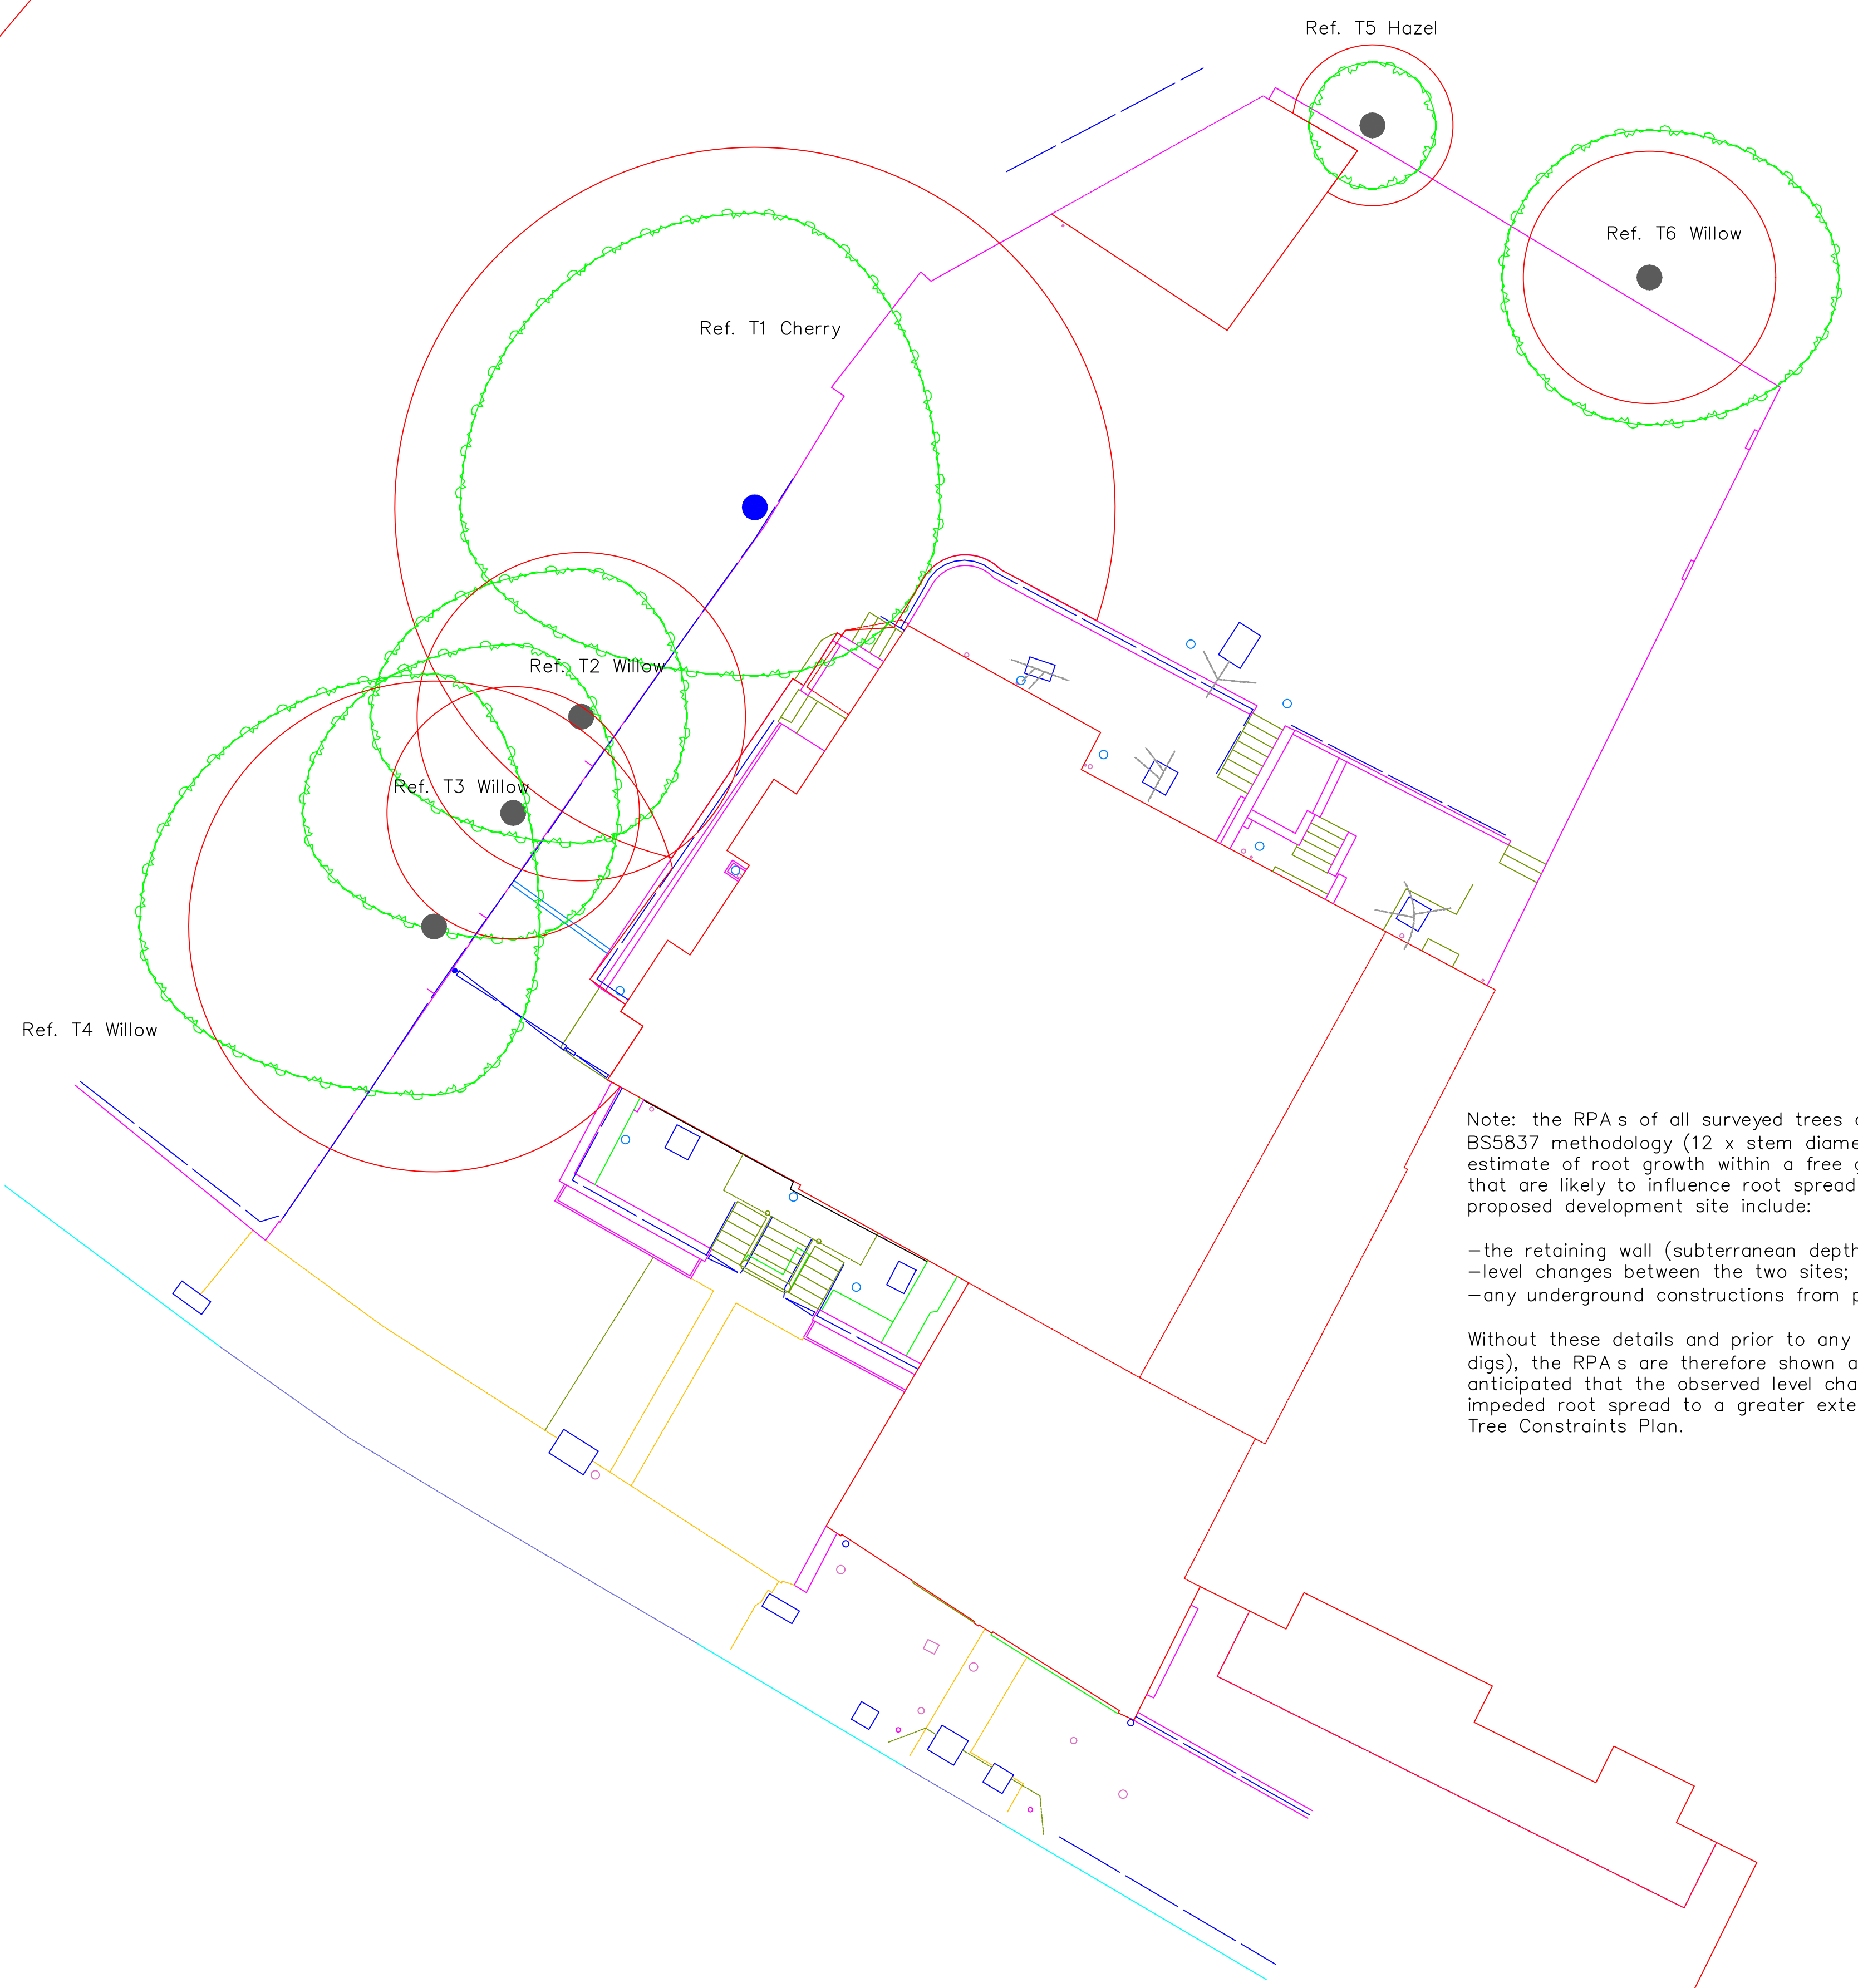 Ref. T5 Hazel
Ref. T6 Willow
Ref. T1 Cherry
Ref. T2 Willow
Ref. T3 Willow
Ref. T4 Willow
Note: the RPA s of all surveyed trees
BS5837 methodology (12 x stem
estimate of root growth within a free
that are likely to influence root spread
proposed development site include:
-the retaining wall (subterranean
-level changes between the two sites;
-any underground constructions from
Without these details and prior to any
digs), the RPA s are therefore shown
anticipated that the observed level
impeded root spread to a greater
Tree Constraints Plan.